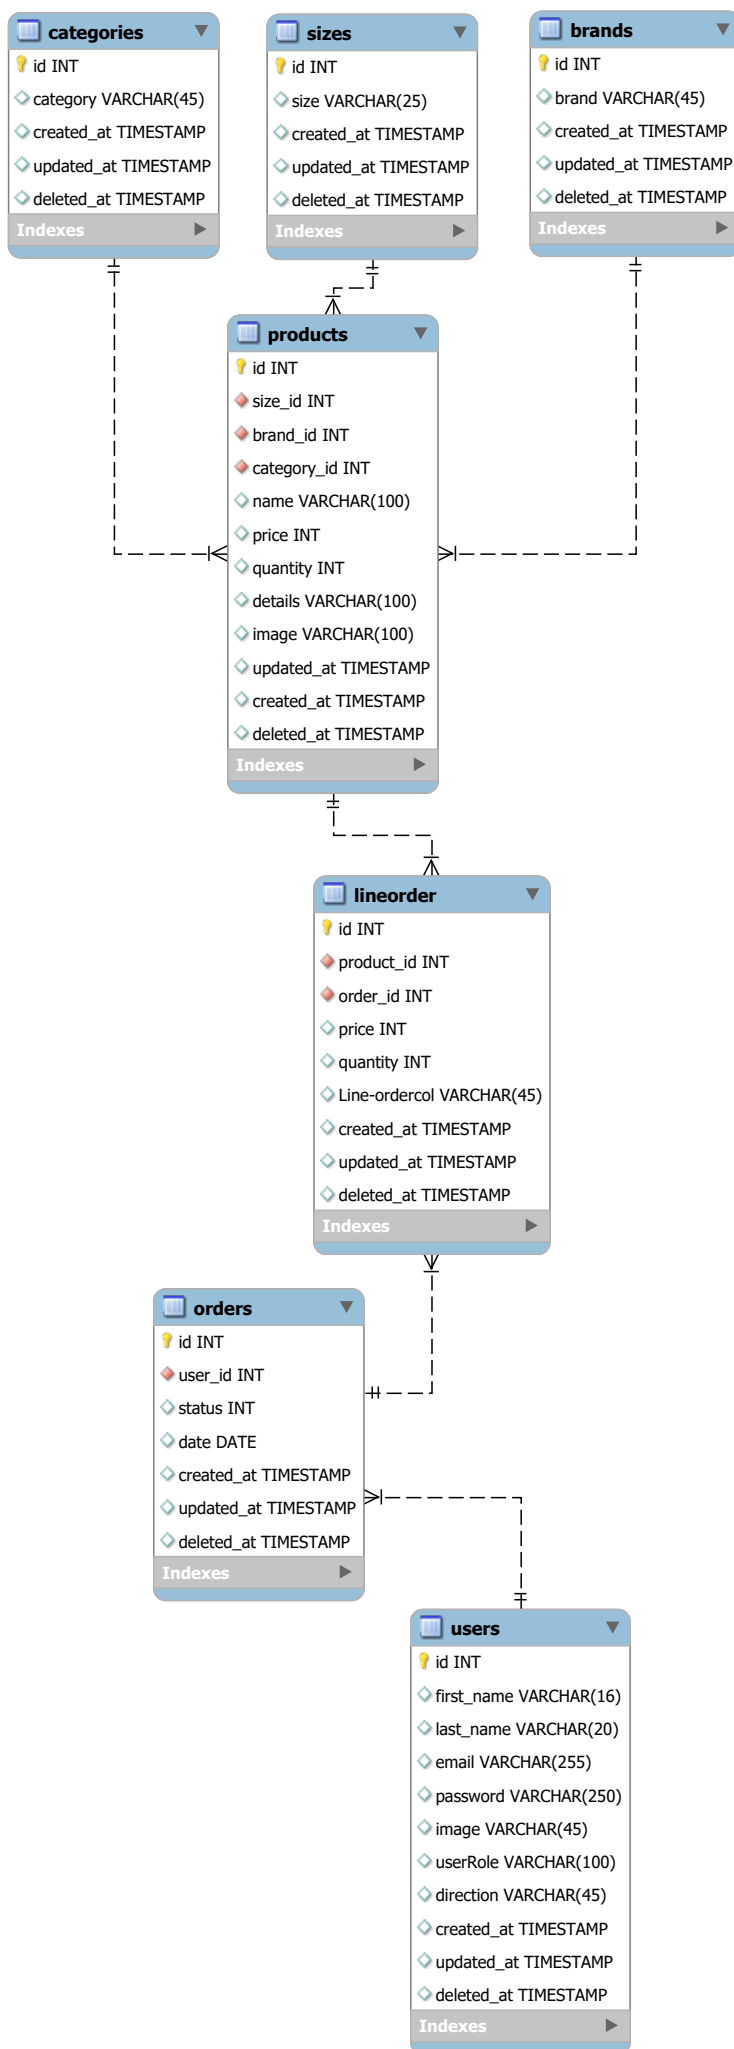 categories
id INT
category VARCHAR(45)
created_at TIMESTAMP
updated_at TIMESTAMP
deleted_at TIMESTAMP
Indexes
sizes
id INT
size VARCHAR(25)
created_at TIMESTAMP
updated_at TIMESTAMP
deleted_at TIMESTAMP
Indexes
brands
id INT
brand VARCHAR(45)
created_at TIMESTAMP
updated_at TIMESTAMP
deleted_at TIMESTAMP
Indexes
products
id INT
size_id INT
brand_id INT
category_id INT
name VARCHAR(100)
price INT
quantity INT
details VARCHAR(100)
image VARCHAR(100)
updated_at TIMESTAMP
created_at TIMESTAMP
deleted_at TIMESTAMP
Indexes
lineorder
id INT
product_id INT
order_id INT
price INT
quantity INT
Line-ordercol VARCHAR(45)
created_at TIMESTAMP
updated_at TIMESTAMP
deleted_at TIMESTAMP
Indexes
orders
id INT
user_id INT
status INT
date DATE
created_at TIMESTAMP
updated_at TIMESTAMP
deleted_at TIMESTAMP
Indexes
users
id INT
first_name VARCHAR(16)
last_name VARCHAR(20)
email VARCHAR(255)
password VARCHAR(250)
image VARCHAR(45)
userRole VARCHAR(100)
direction VARCHAR(45)
created_at TIMESTAMP
updated_at TIMESTAMP
deleted_at TIMESTAMP
Indexes